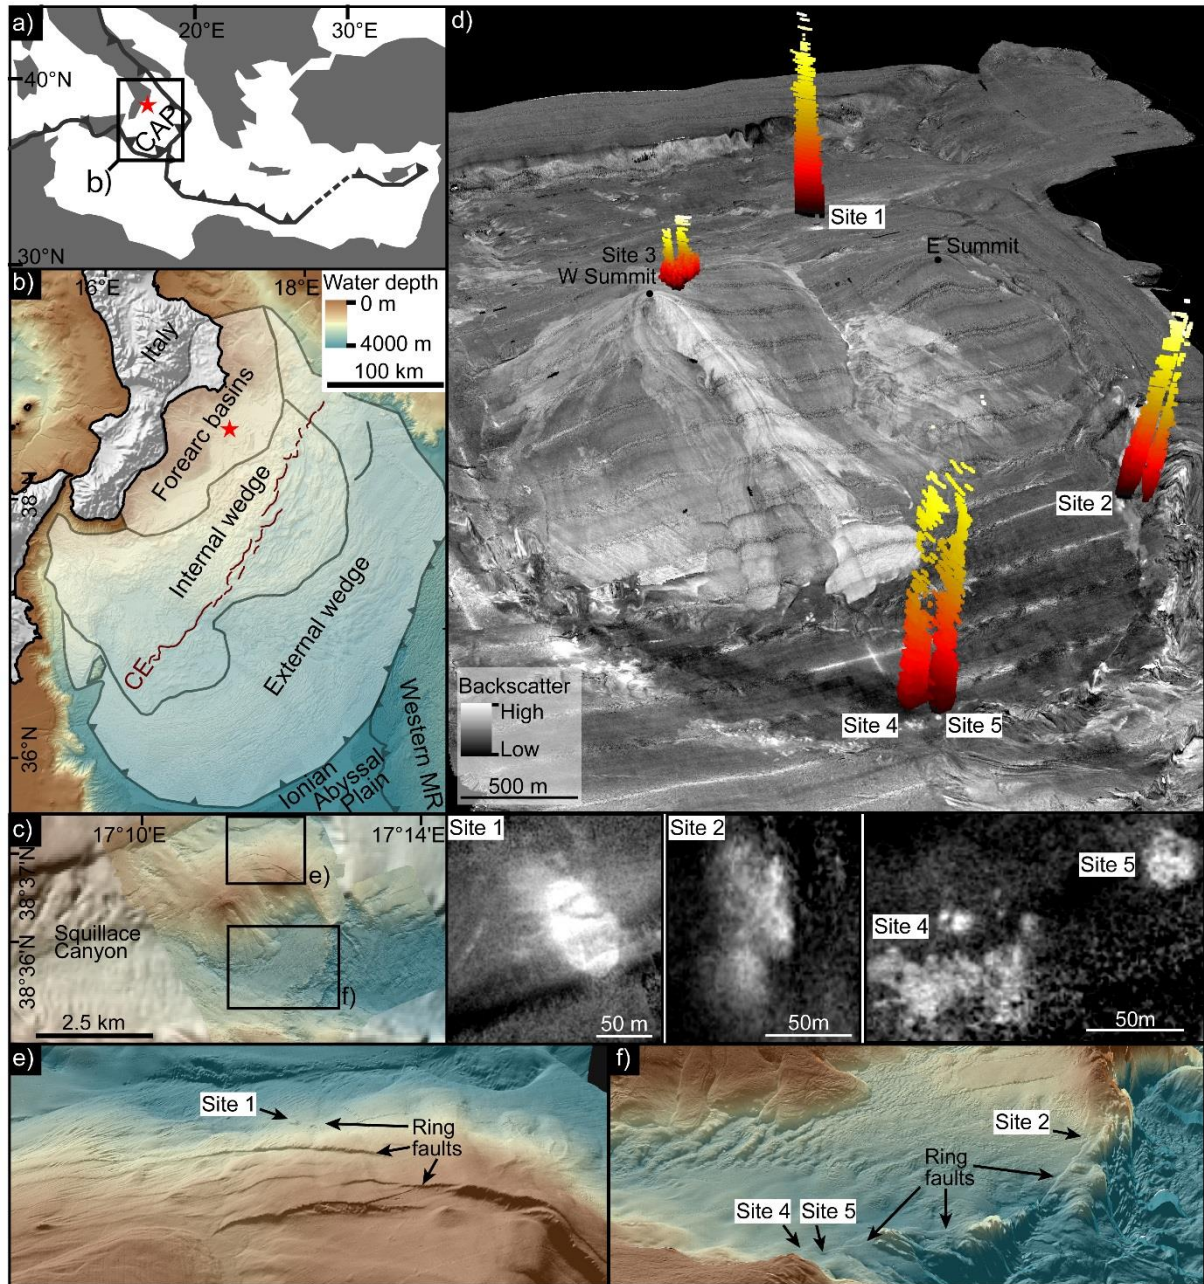 a)
20°E
30°E
40°N
CAP
b)
30°N
b)
16°E
18°E
Water depth
0 m
4000 m
100 km
Italy
Forearc basins
38°N
Internal wedge
External wedge
CE
36°N
Ionian
Abyssal
Plain
Western MR
c)
17°10'E
17°14'E
38°37'N
38°36'N
e)
Squillace
Canyon
f)
2.5 km
d)
Site 1
Site 3
W Summit
E Summit
Site 2
Site 4
Site 5
Backscatter
High
Low
500 m
Site 1
50 m
Site 2
50m
Site 5
Site 4
50m
e)
Site 1
Ring
faults
f)
Site 2
Ring
faults
Site 4
Site 5